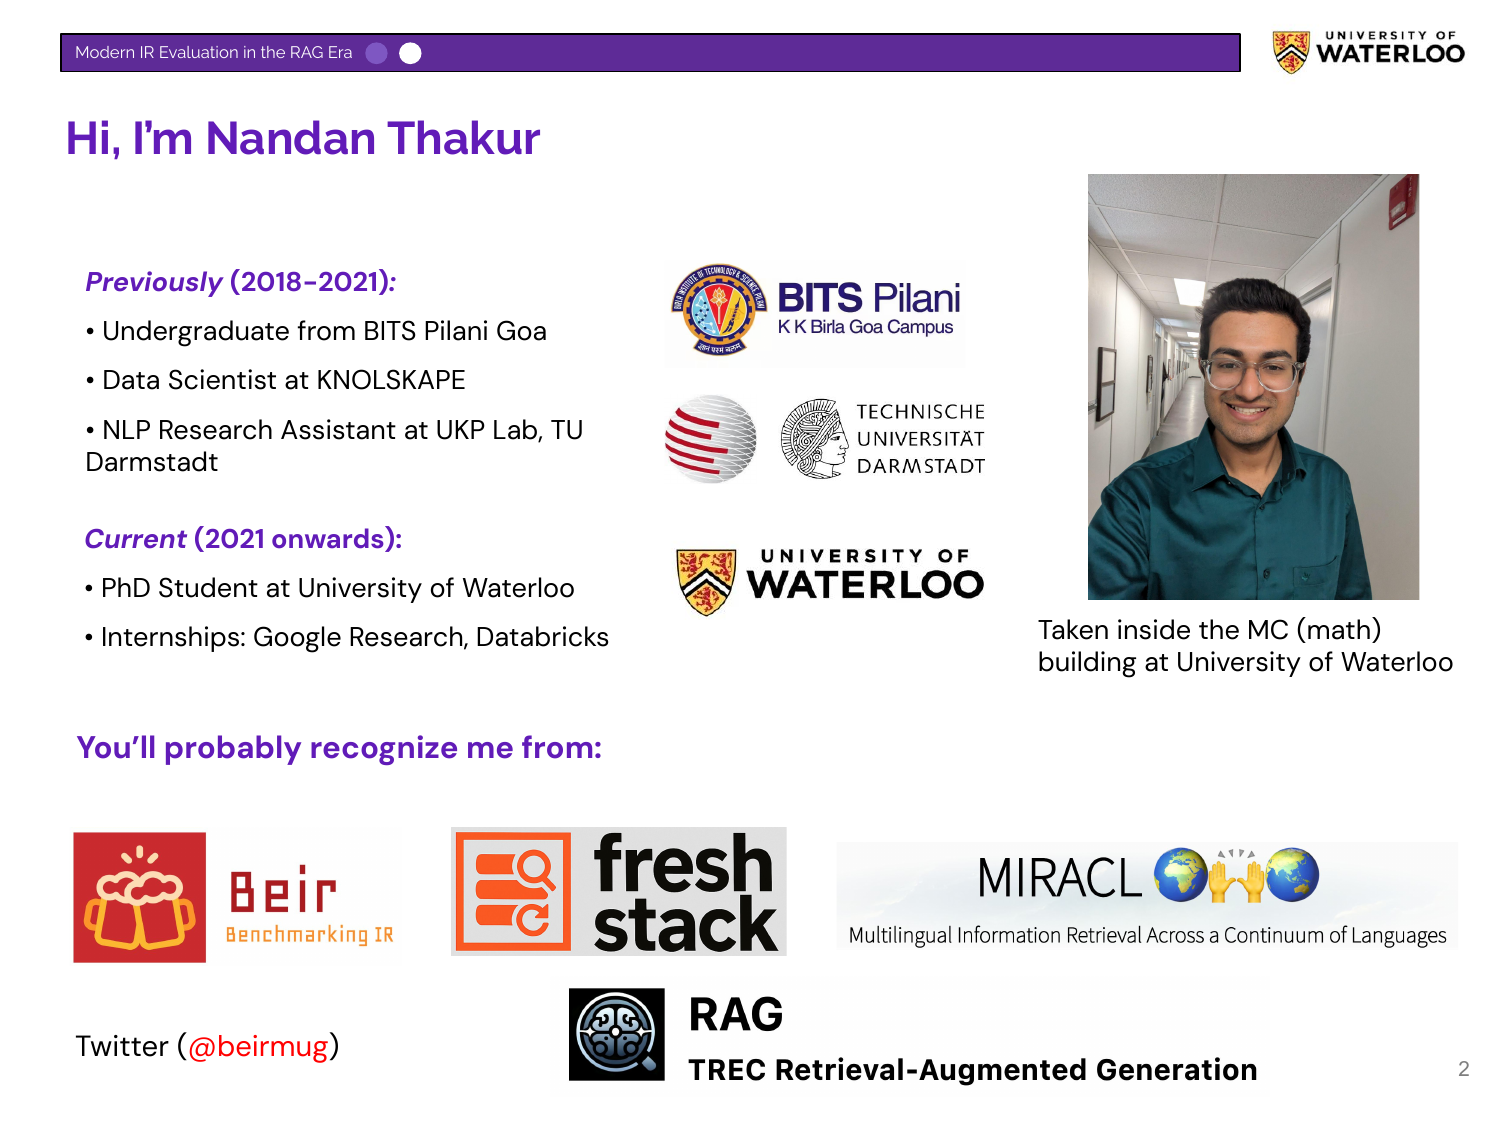 Modern IR Evaluation in the RAG Era
UNIVERSITY OF
WATERLOO
Hi, I’m Nandan Thakur
Previously (2018-2021):
• Undergraduate from BITS Pilani Goa
• Data Scientist at KNOLSKAPE
• NLP Research Assistant at UKP Lab, TU
Darmstadt
BITS Pilani
K K Birla Goa Campus
TECHNISCHE
UNIVERSITÄT
DARMSTADT
Current (2021 onwards):
• PhD Student at University of Waterloo
• Internships: Google Research, Databricks
UNIVERSITY OF
WATERLOO
Taken inside the MC (math)
building at University of Waterloo
You’ll probably recognize me from:
Beir
Benchmarking IR
fresh
stack
MIRACL
Multilingual Information Retrieval Across a Continuum of Languages
Twitter (@beirmug)
RAG
TREC Retrieval-Augmented Generation
2